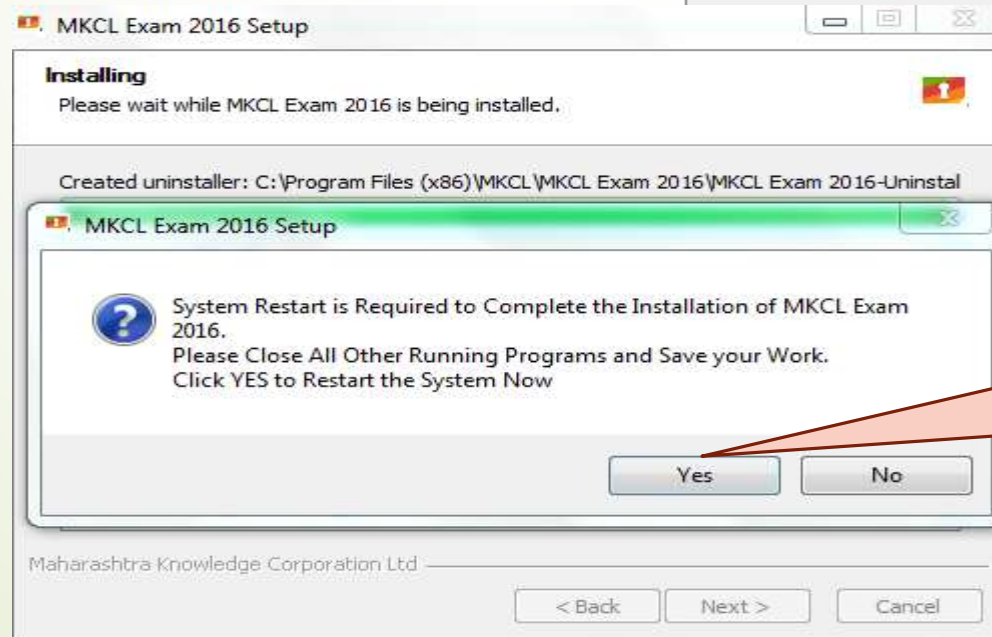 MKCL Exam 2016 Setup
Installing
Please wait while MKCL Exam 2016 is being installed.
Created uninstaller: C:\Program Files (x86)\MKCL\MKCL Exam 2016\MKCL Exam 2016-Uninstal
MKCL Exam 2016 Setup
System Restart is Required to Complete the Installation of MKCL Exam
2016.
Please Close All Other Running Programs and Save your Work.
Click YES to Restart the System Now
Yes No
Maharashtra Knowledge Corporation Ltd
< Back Next > Cancel